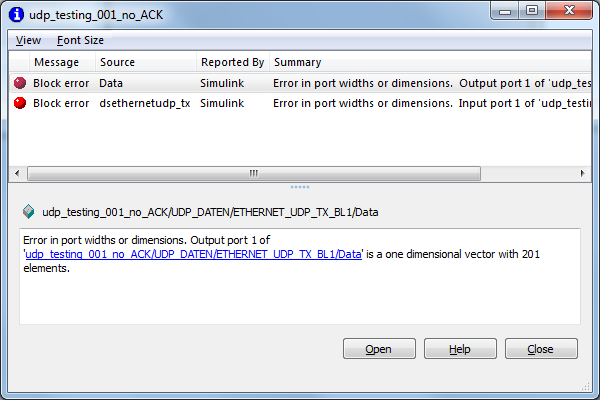 udp_testing_001_no_ACK
View Font Size
Message Source Reported By Summary
Block error Data Simulink Error in port widths or dimensions. Output port 1 of 'udp_tes
Block error dsethernetudp_tx Simulink Error in port widths or dimensions. Input port 1 of 'udp_testing
udp_testing_001_no_ACK/UDP_DATEN/ETHERNET_UDP_TX_BL1/Data
Error in port widths or dimensions. Output port 1 of
'udp_testing_001_no_ACK/UDP_DATEN/ETHERNET_UDP_TX_BL1/Data' is a one dimensional vector with 201
elements.
Open Help Close